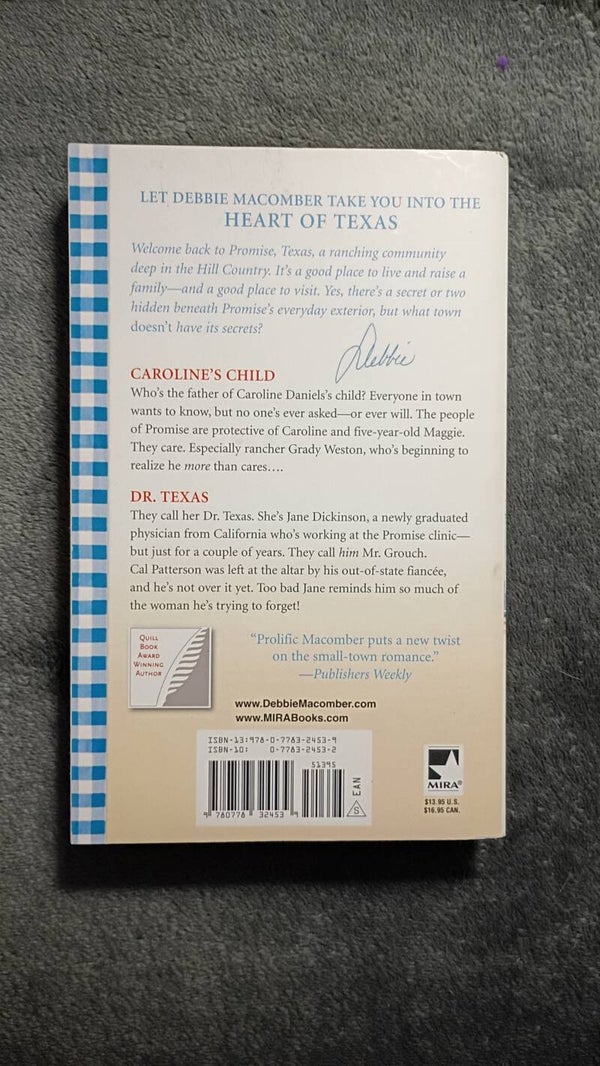 LET DEBBIE MACOMBER TAKE YOU INTO THE
HEART OF TEXAS
Welcome back to Promise, Texas, a ranching community
deep in the Hill Country. It's a good place to live and raise a
family—and a good place to visit. Yes, there's a secret or two
hidden beneath Promise's everyday exterior, but what town
doesn't have its secrets?
Debbie
CAROLINE'S CHILD
Who's the father of Caroline Daniels's child? Everyone in town
wants to know, but no one's ever asked—or ever will. The people
of Promise are protective of Caroline and five-year-old Maggie.
They care. Especially rancher Grady Weston, who's beginning to
realize he more than cares….
DR. TEXAS
They call her Dr. Texas. She's Jane Dickinson, a newly graduated
physician from California who's working at the Promise clinic—
but just for a couple of years. They call him Mr. Grouch.
Cal Patterson was left at the altar by his out-of-state fiancée,
and he's not over it yet. Too bad Jane reminds him so much of
the woman he's trying to forget!
QUILL
BOOK
AWARD
WINNING
AUTHOR
"Prolific Macomber puts a new twist
on the small-town romance."
—Publishers Weekly
www.DebbieMacomber.com
www.MIRABooks.com
ISBN-13:978-0-7783-2453-9
ISBN-10: 0-7783-2453-2
51395
EAN
9 780778 324539
S
MIRA®
$13.95 U.S.
$16.95 CAN.